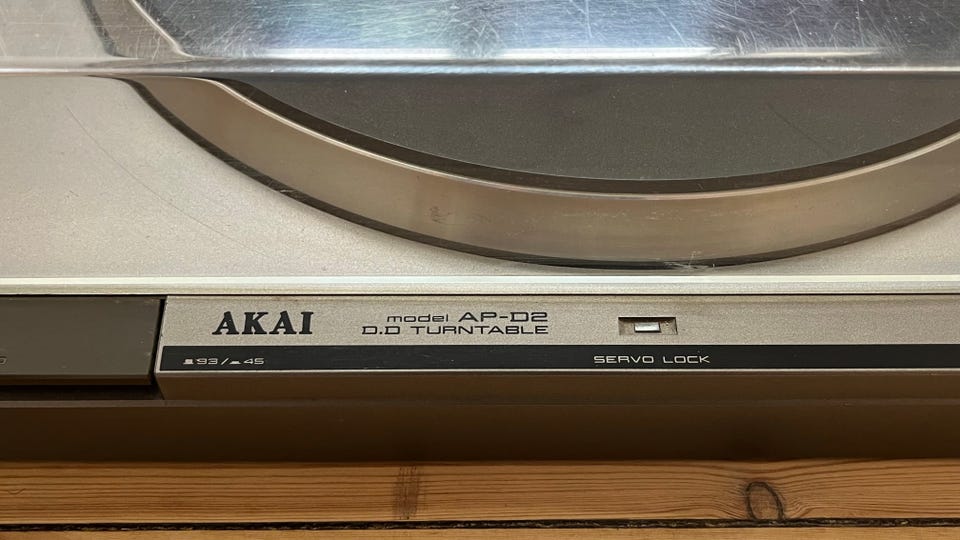 AKAI
model AP-D2
D.D TURNTABLE
33/ 45
SERVO LOCK